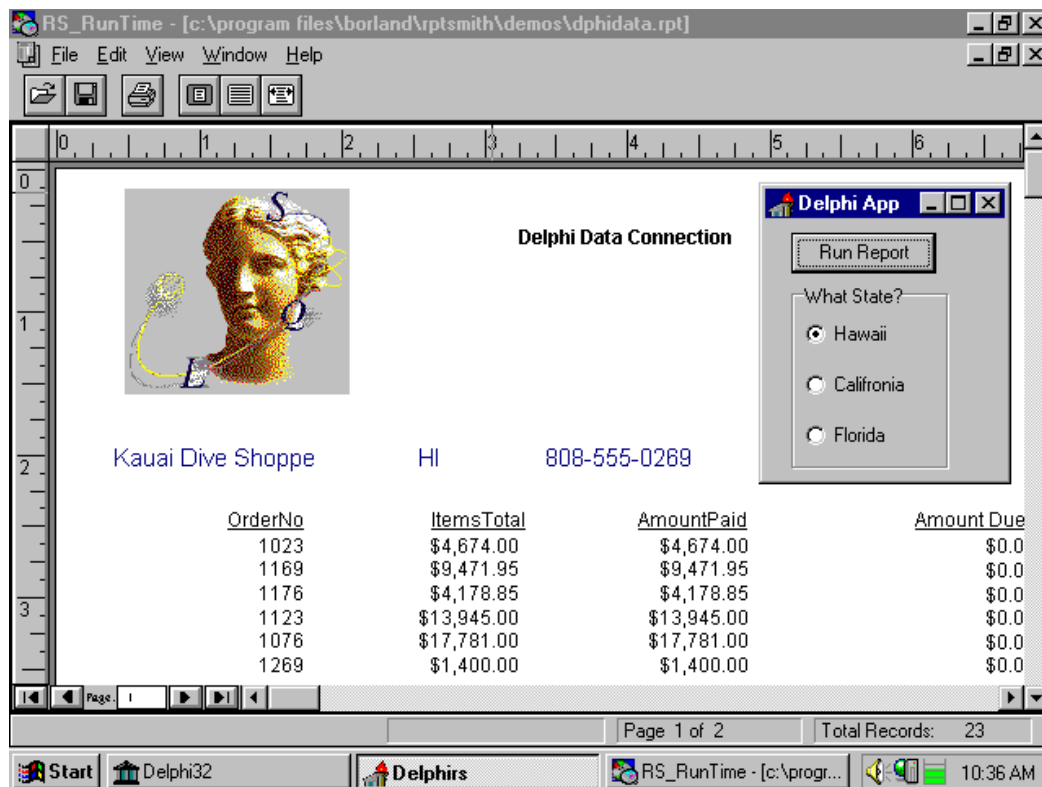 RS_RunTime - [c:\program files\borland\rptsmith\demos\dphidata.rpt]
File Edit View Window Help
0 1 2 3 4 5 6
0
1
2
3
S
Q
L
Delphi Data Connection
Delphi App
Run Report
What State?
Hawaii
Califronia
Florida
Kauai Dive Shoppe HI 808-555-0269
OrderNo ItemsTotal AmountPaid Amount Due
1023 $4,674.00 $4,674.00 $0.0
1169 $9,471.95 $9,471.95 $0.0
1176 $4,178.85 $4,178.85 $0.0
1123 $13,945.00 $13,945.00 $0.0
1076 $17,781.00 $17,781.00 $0.0
1269 $1,400.00 $1,400.00 $0.0
Page. 1
Page 1 of 2 Total Records: 23
Start Delphi32 Delphirs RS_RunTime - [c:\progr... 10:36 AM